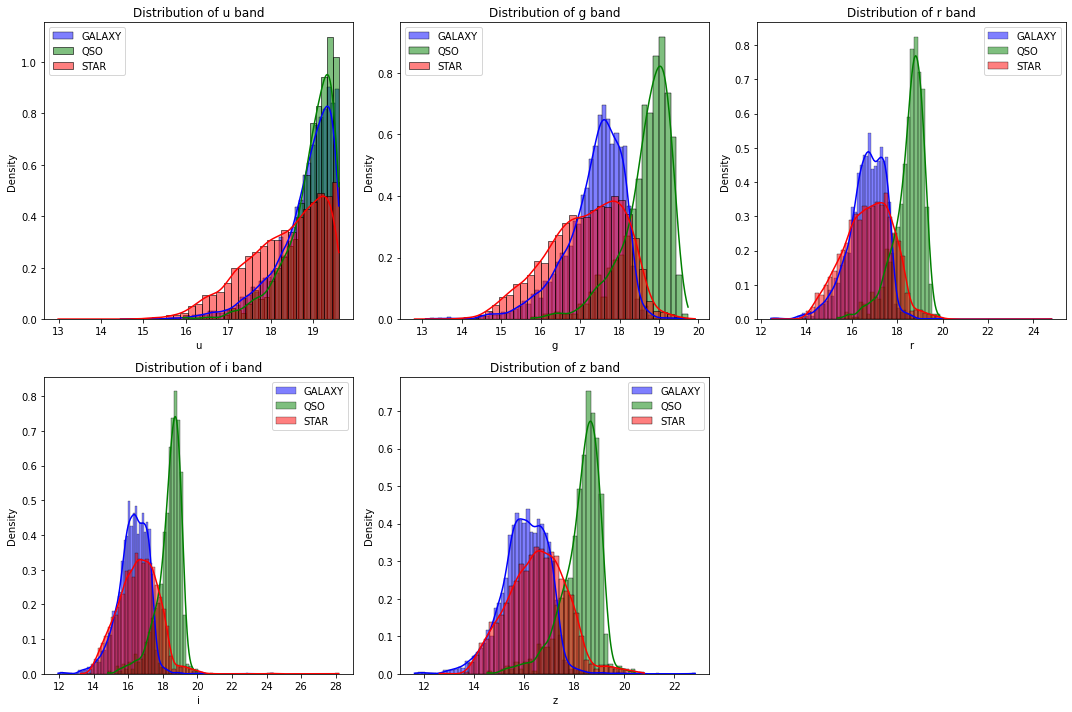 Distribution of u band
GALAXY
QSO
STAR
Density
1.0
0.8
0.6
0.4
0.2
0.0
13 14 15 16 17 18 19
u
Distribution of g band
GALAXY
QSO
STAR
Density
0.8
0.6
0.4
0.2
0.0
13 14 15 16 17 18 19 20
g
Distribution of r band
GALAXY
QSO
STAR
Density
0.8
0.7
0.6
0.5
0.4
0.3
0.2
0.1
0.0
12 14 16 18 20 22 24
r
Distribution of i band
GALAXY
QSO
STAR
Density
0.8
0.7
0.6
0.5
0.4
0.3
0.2
0.1
0.0
12 14 16 18 20 22 24 26 28
i
Distribution of z band
GALAXY
QSO
STAR
Density
0.7
0.6
0.5
0.4
0.3
0.2
0.1
0.0
12 14 16 18 20 22
z